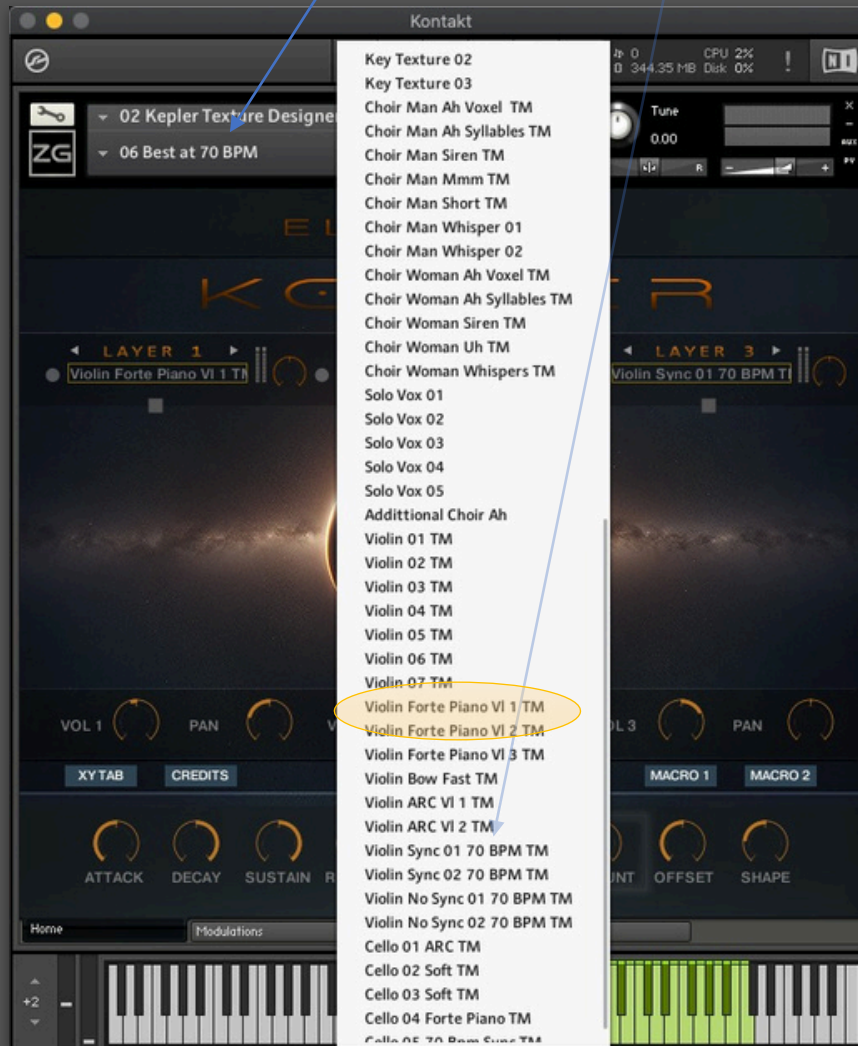 Kontakt
0 CPU 2%
344.35 MB Disk 0%
!
NI
02 Kepler Texture Designer
06 Best at 70 BPM
ZG
Tune
0.00
R
AUX
PV
E L
LAYER 1
Violin Forte Piano Vl 1 TM
LAYER 3
Violin Sync 01 70 BPM T
Key Texture 02
Key Texture 03
Choir Man Ah Voxel TM
Choir Man Ah Syllables TM
Choir Man Siren TM
Choir Man Mmm TM
Choir Man Short TM
Choir Man Whisper 01
Choir Man Whisper 02
Choir Woman Ah Voxel TM
Choir Woman Ah Syllables TM
Choir Woman Siren TM
Choir Woman Uh TM
Choir Woman Whispers TM
Solo Vox 01
Solo Vox 02
Solo Vox 03
Solo Vox 04
Solo Vox 05
Addittional Choir Ah
Violin 01 TM
Violin 02 TM
Violin 03 TM
Violin 04 TM
Violin 05 TM
Violin 06 TM
Violin 07 TM
Violin Forte Piano Vl 1 TM
Violin Forte Piano Vl 2 TM
Violin Forte Piano Vl 3 TM
Violin Bow Fast TM
Violin ARC Vl 1 TM
Violin ARC Vl 2 TM
Violin Sync 01 70 BPM TM
Violin Sync 02 70 BPM TM
Violin No Sync 01 70 BPM TM
Violin No Sync 02 70 BPM TM
Cello 01 ARC TM
Cello 02 Soft TM
Cello 03 Soft TM
Cello 04 Forte Piano TM
Cello 05 70 Bpm Sync TM
VOL 1 PAN V
L 3 PAN
XY TAB CREDITS
MACRO 1 MACRO 2
ATTACK DECAY SUSTAIN R
UNT OFFSET SHAPE
Home Modulations
+2